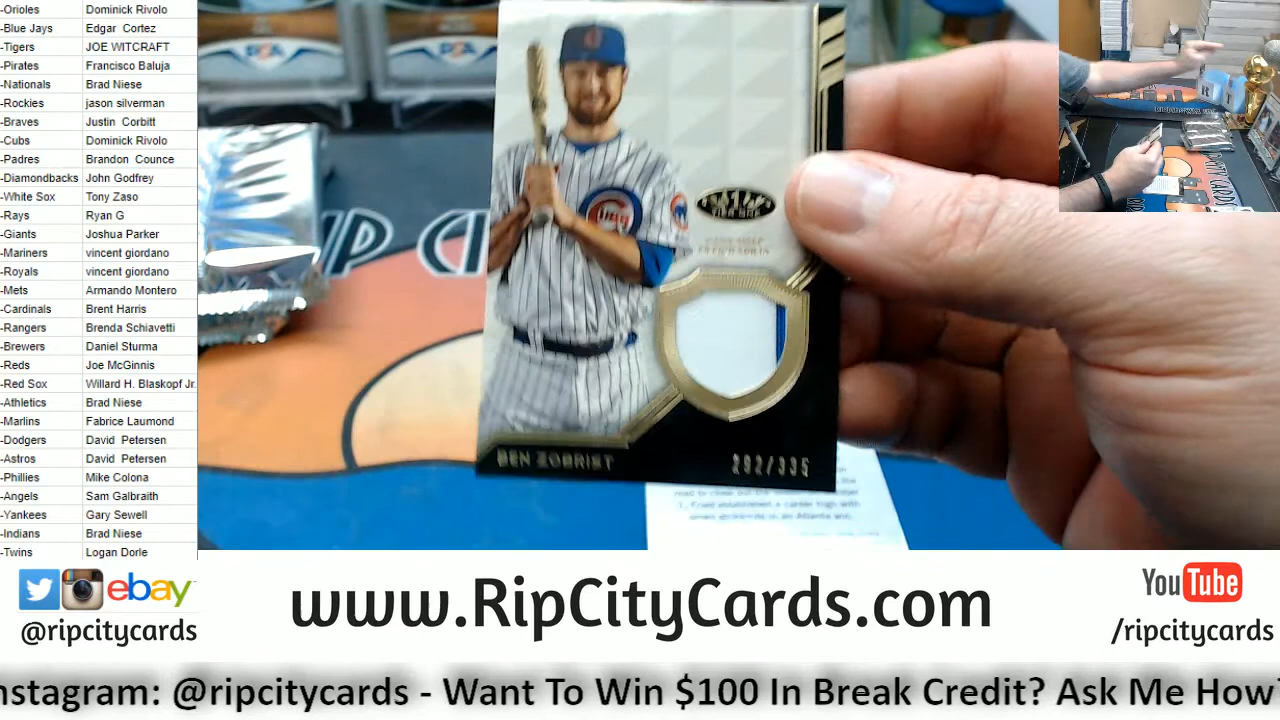 -Orioles Dominick Rivolo
-Blue Jays Edgar Cortez
-Tigers JOE WITCRAFT
-Pirates Francisco Baluja
-Nationals Brad Niese
-Rockies jason silverman
-Braves Justin Corbitt
-Cubs Dominick Rivolo
-Padres Brandon Counce
-Diamondbacks John Godfrey
-White Sox Tony Zaso
-Rays Ryan G
-Giants Joshua Parker
-Mariners vincent giordano
-Royals vincent giordano
-Mets Armando Montero
-Cardinals Brent Harris
-Rangers Brenda Schiavetti
-Brewers Daniel Sturma
-Reds Joe McGinnis
-Red Sox Willard H. Blaskopf Jr.
-Athletics Brad Niese
-Marlins Fabrice Laumond
-Dodgers David Petersen
-Astros David Petersen
-Phillies Mike Colona
-Angels Sam Galbraith
-Yankees Gary Sewell
-Indians Brad Niese
-Twins Logan Dorle
TIER ONE
BEN ZOBRIST
292/335
ebay
@ripcitycards
www.RipCityCards.com
YouTube
/ripcitycards
nstagram: @ripcitycards - Want To Win $100 In Break Credit? Ask Me How?